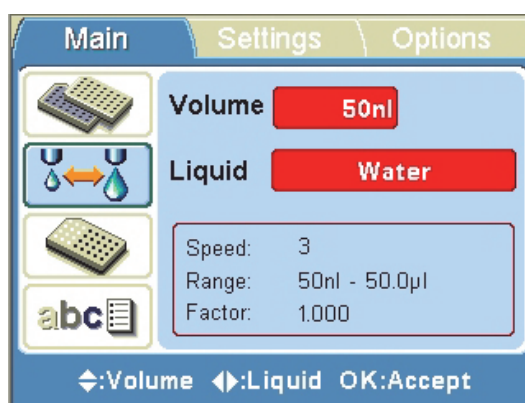 Main Settings Options
Volume 50nl
Liquid Water
Speed: 3
Range: 50nl - 50.0µl
Factor: 1.000
abc
:Volume :Liquid OK:Accept